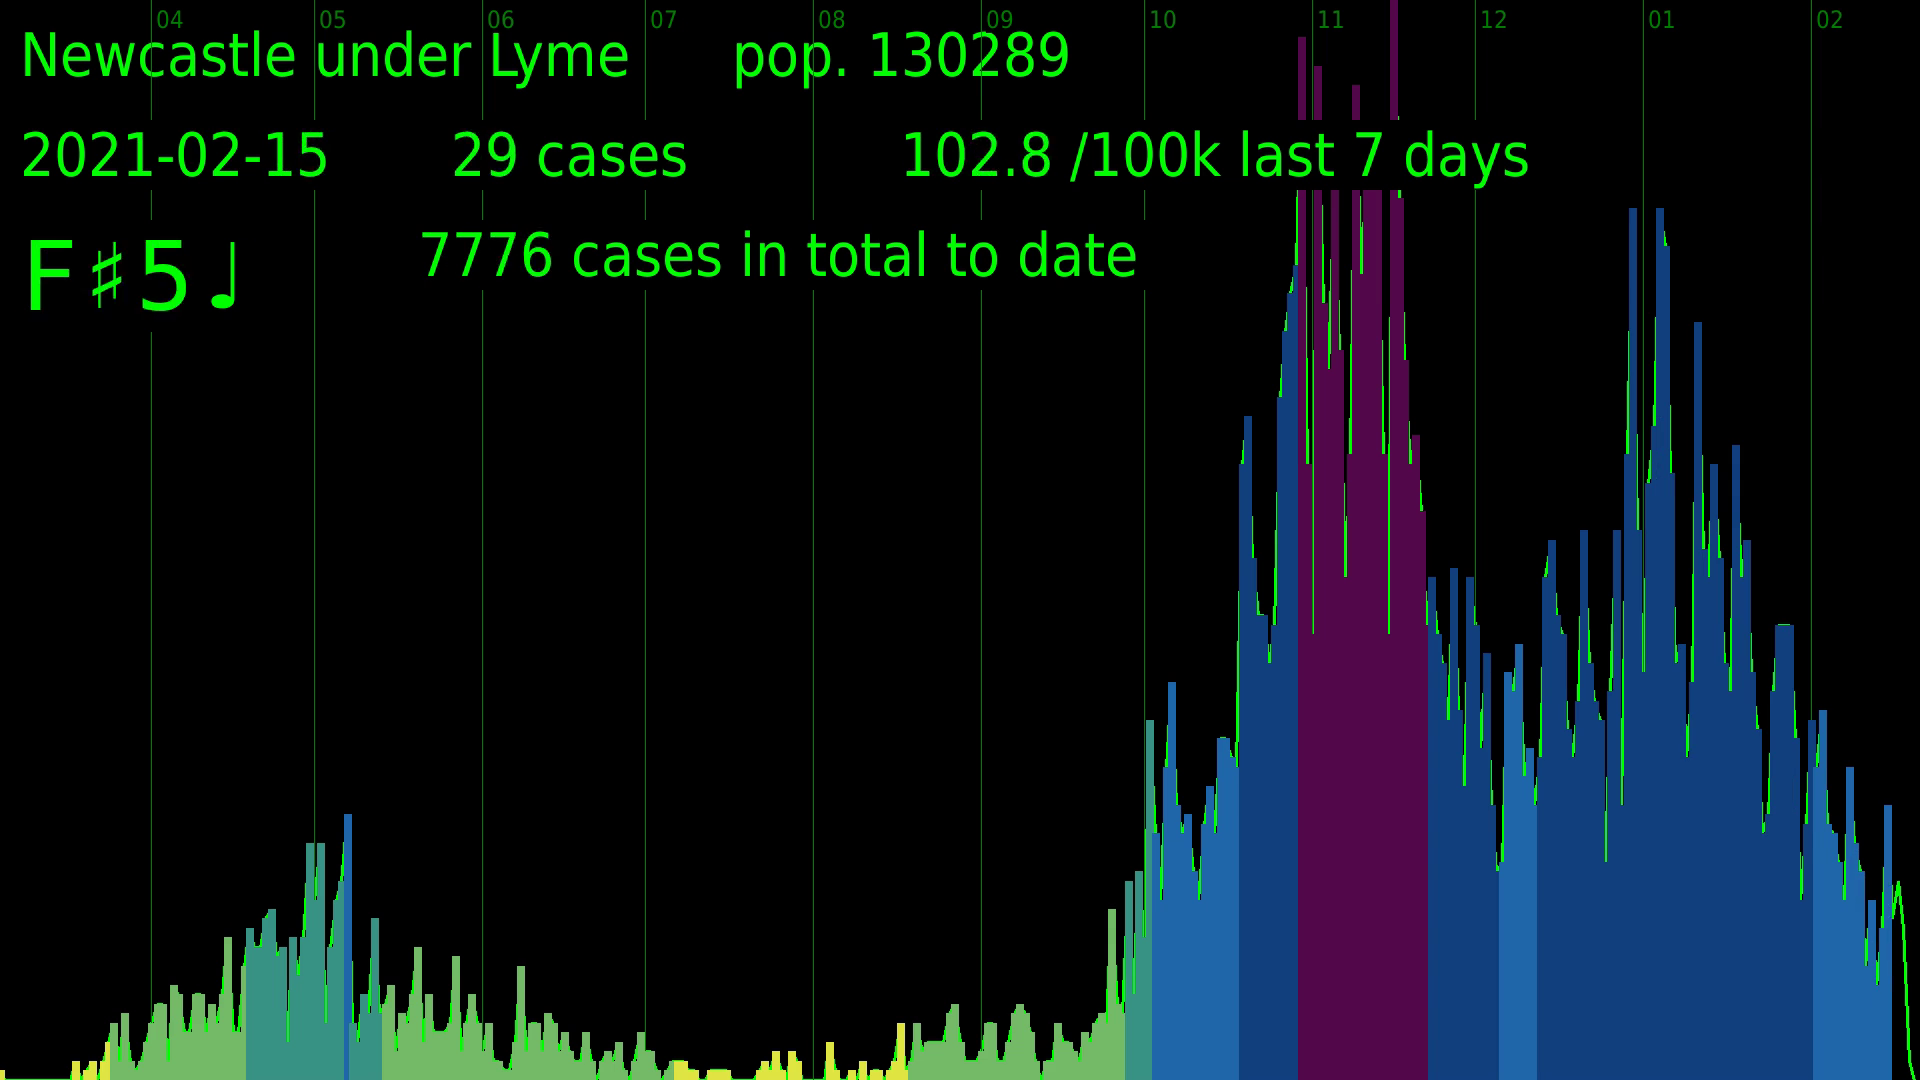 04 05 06 07 08 09 10 11 12 01 02
Newcastle under Lyme pop. 130289
2021-02-15 29 cases 102.8 /100k last 7 days
F♯5♩ 7776 cases in total to date